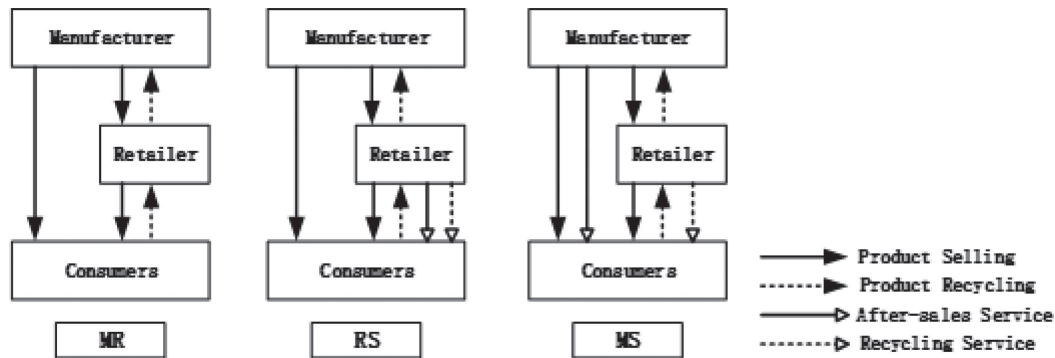 Manufacturer
Retailer
Consumers
MR
Manufacturer
Retailer
Consumers
RS
Manufacturer
Retailer
Consumers
MS
Product Selling
Product Recycling
After-sales Service
Recycling Service